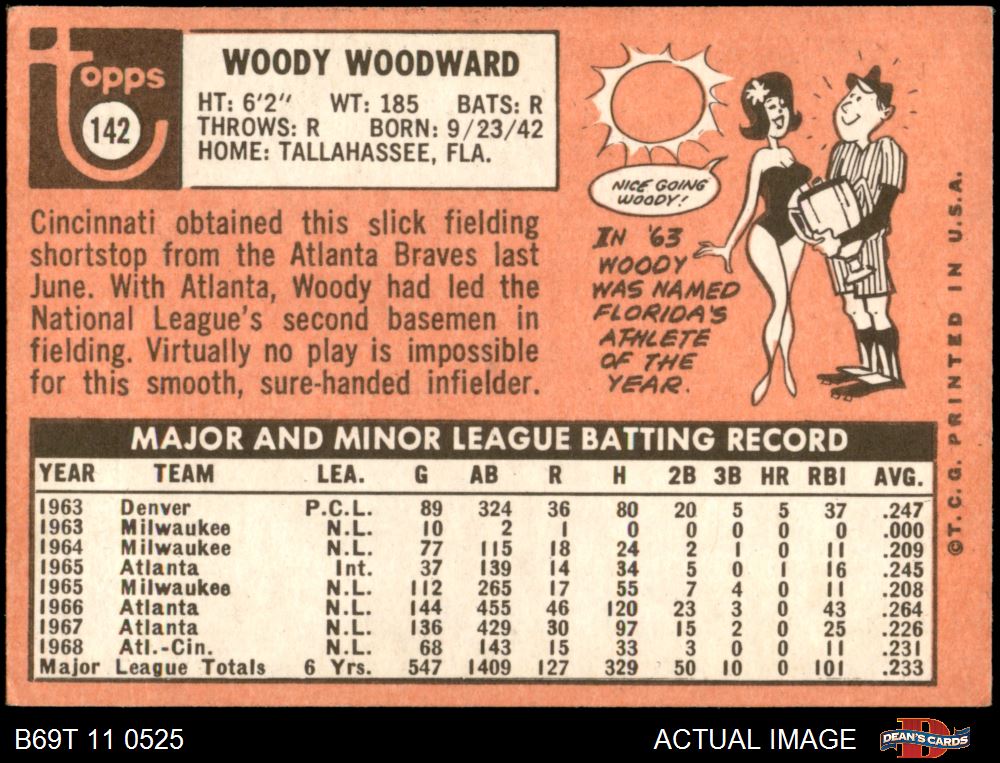 Topps
142
WOODY WOODWARD
HT: 6'2" WT: 185 BATS: R
THROWS: R BORN: 9/23/42
HOME: TALLAHASSEE, FLA.
Cincinnati obtained this slick fielding
shortstop from the Atlanta Braves last
June. With Atlanta, Woody had led the
National League's second basemen in
fielding. Virtually no play is impossible
for this smooth, sure-handed infielder.
NICE GOING
WOODY!
IN '63
WOODY
WAS NAMED
FLORIDA'S
ATHLETE
OF THE
YEAR.
©T.C.G. PRINTED IN U.S.A.
MAJOR AND MINOR LEAGUE BATTING RECORD
YEAR TEAM LEA. G AB R H 2B 3B HR RBI AVG.
1963 Denver P.C.L. 89 324 36 80 20 5 5 37 .247
1963 Milwaukee N.L. 10 2 1 0 0 0 0 0 .000
1964 Milwaukee N.L. 77 115 18 24 2 1 0 11 .209
1965 Atlanta Int. 37 139 14 34 5 0 1 16 .245
1965 Milwaukee N.L. 112 265 17 55 7 4 0 11 .208
1966 Atlanta N.L. 144 455 46 120 23 3 0 43 .264
1967 Atlanta N.L. 136 429 30 97 15 2 0 25 .226
1968 Atl.-Cin. N.L. 68 143 15 33 3 0 0 11 .231
Major League Totals 6 Yrs. 547 1409 127 329 50 10 0 101 .233
B69T 11 0525
ACTUAL IMAGE
DEAN'S CARDS